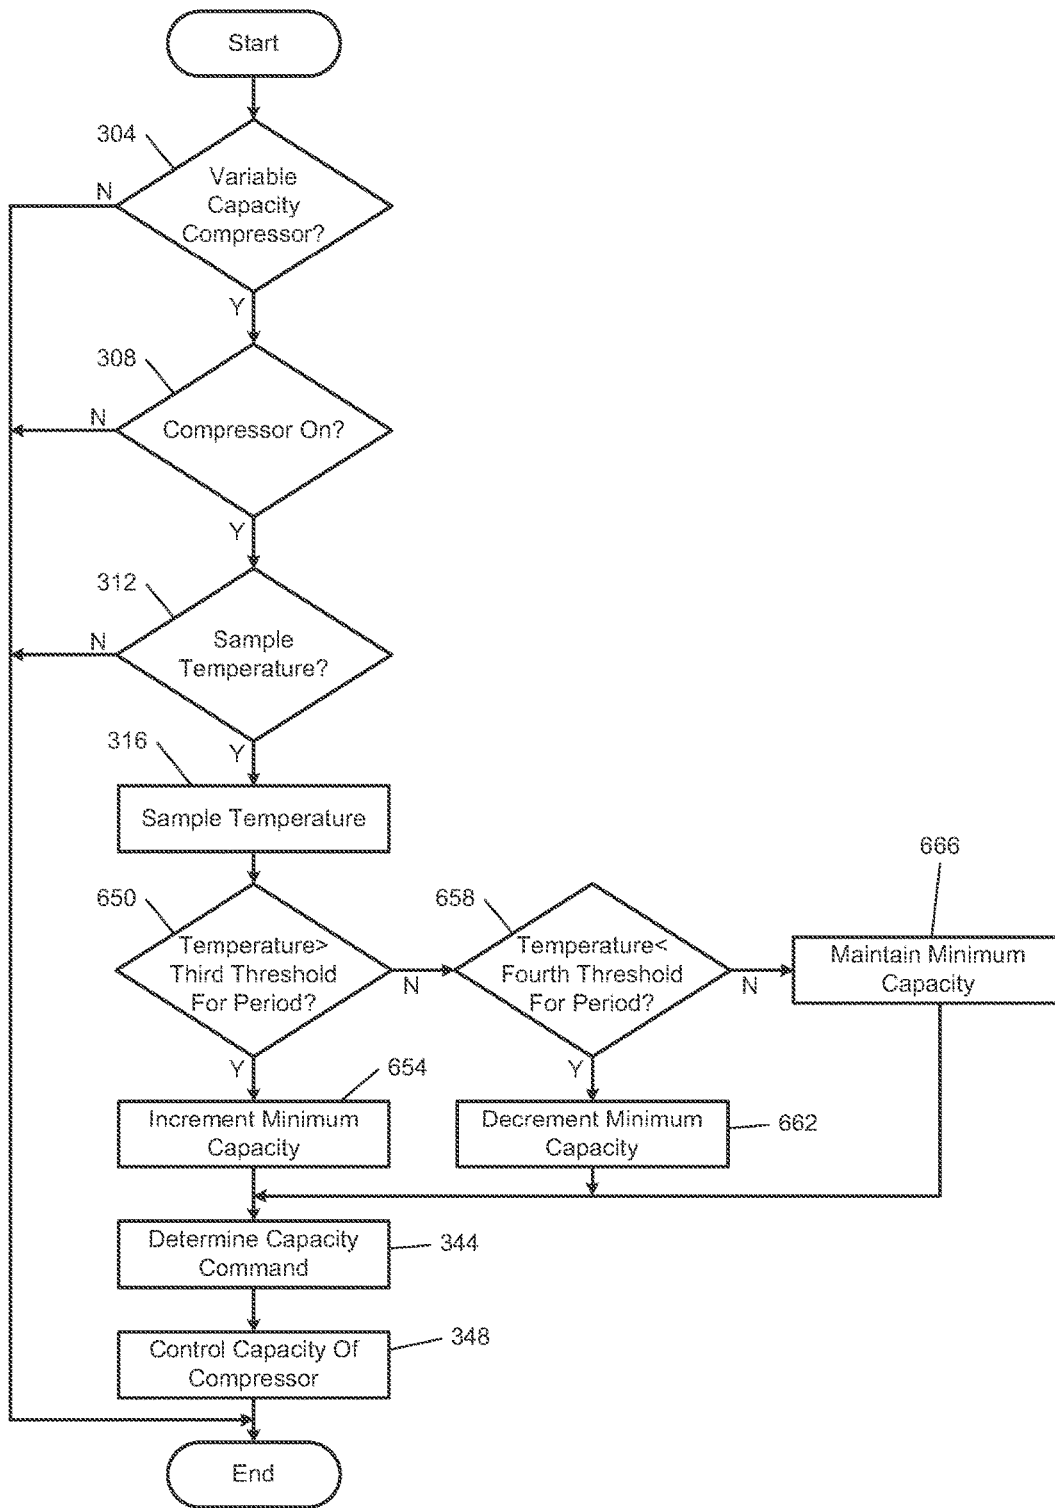 Start
304
Variable
Capacity
Compressor?
N
Y
308
Compressor On?
N
Y
312
Sample
Temperature?
N
Y
316
Sample Temperature
650
Temperature>
Third Threshold
For Period?
N
Y
658
Temperature<
Fourth Threshold
For Period?
N
Y
666
Maintain Minimum
Capacity
654
Increment Minimum
Capacity
Decrement Minimum
Capacity
662
Determine Capacity
Command
344
Control Capacity Of
Compressor
348
End